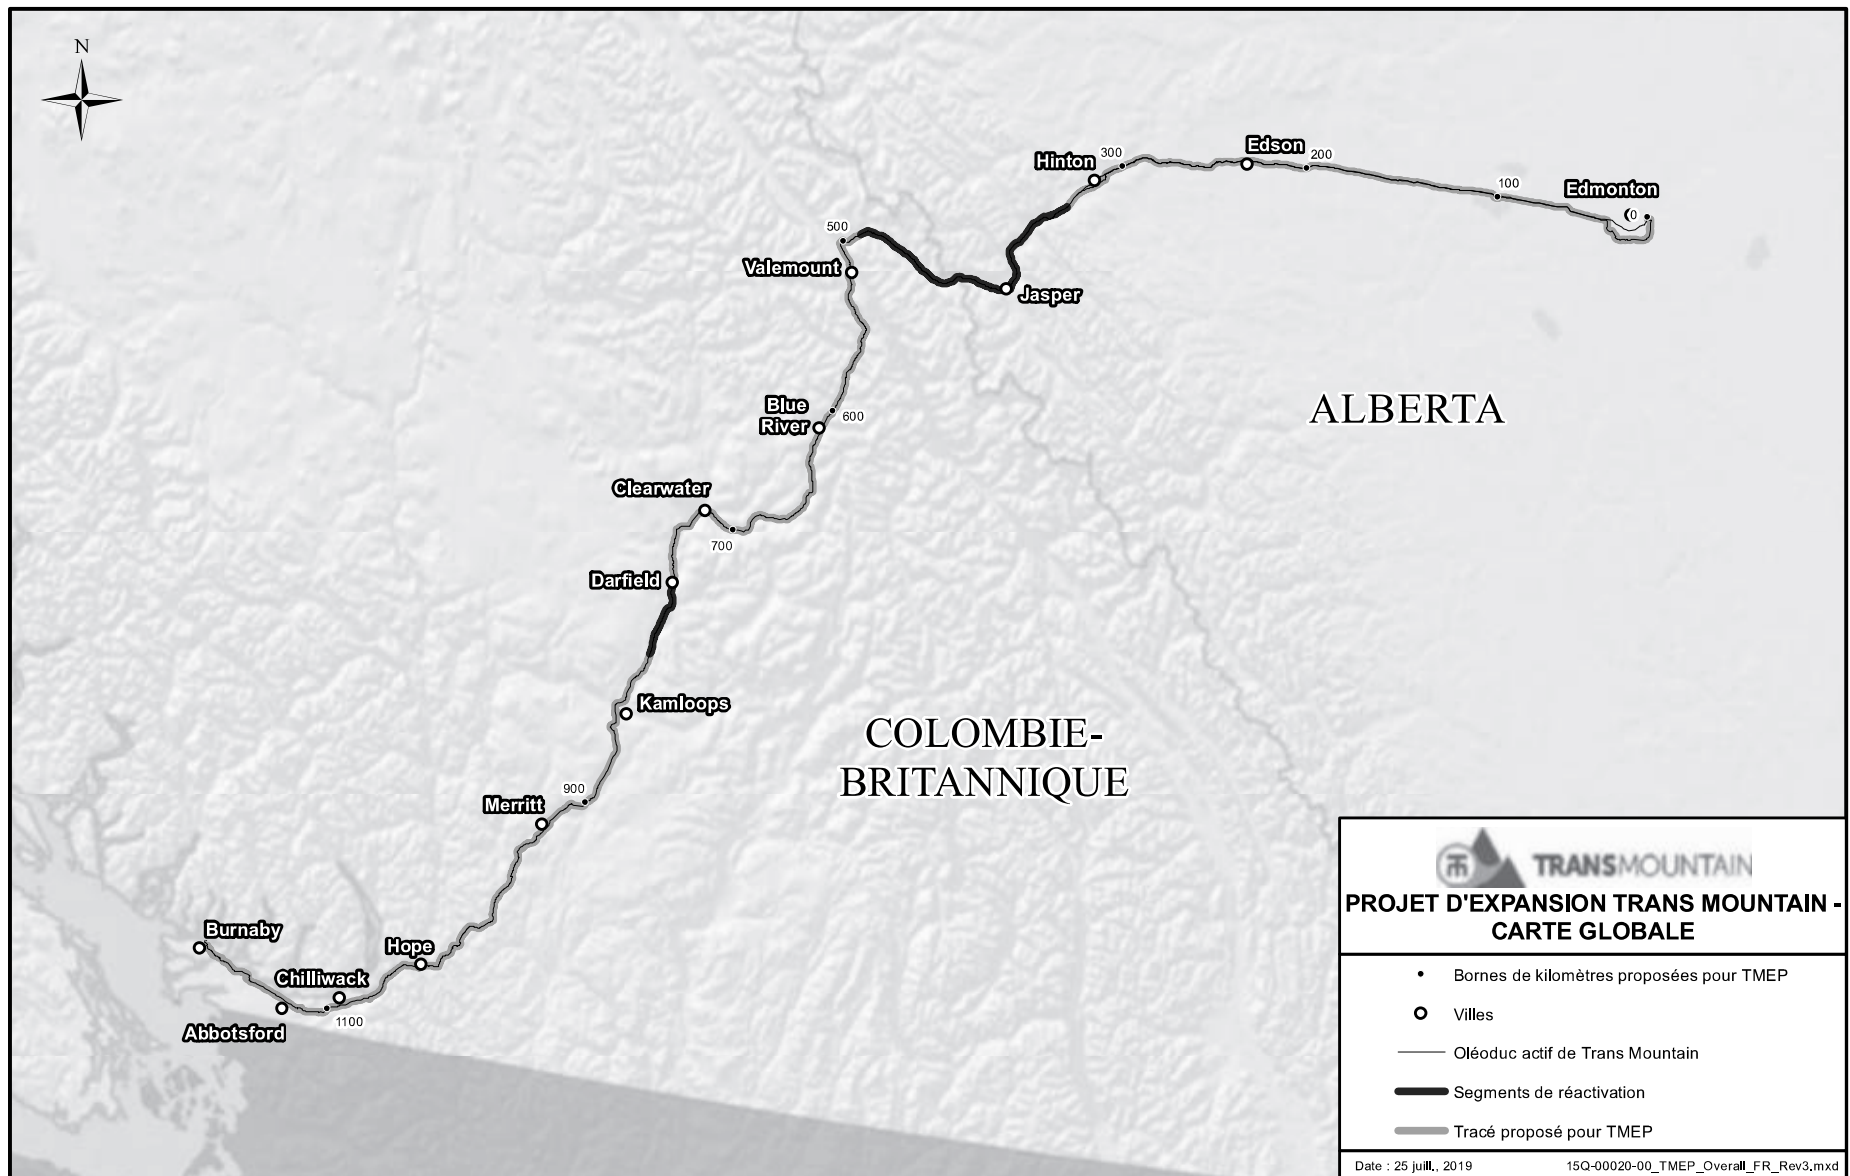 N
Edson
Hinton
300
200
100
Edmonton
0
500
Valemount
Jasper
Blue
River
600
ALBERTA
Clearwater
700
Darfield
Kamloops
COLOMBIE-
BRITANNIQUE
900
Merritt
Burnaby
Hope
Chilliwack
1100
Abbotsford
TRANSMOUNTAIN
PROJET D'EXPANSION TRANS MOUNTAIN -
CARTE GLOBALE
Bornes de kilomètres proposées pour TMEP
Villes
Oléoduc actif de Trans Mountain
Segments de réactivation
Tracé proposé pour TMEP
Date : 25 juill., 2019 15Q-00020-00_TMEP_Overall_FR_Rev3.mxd